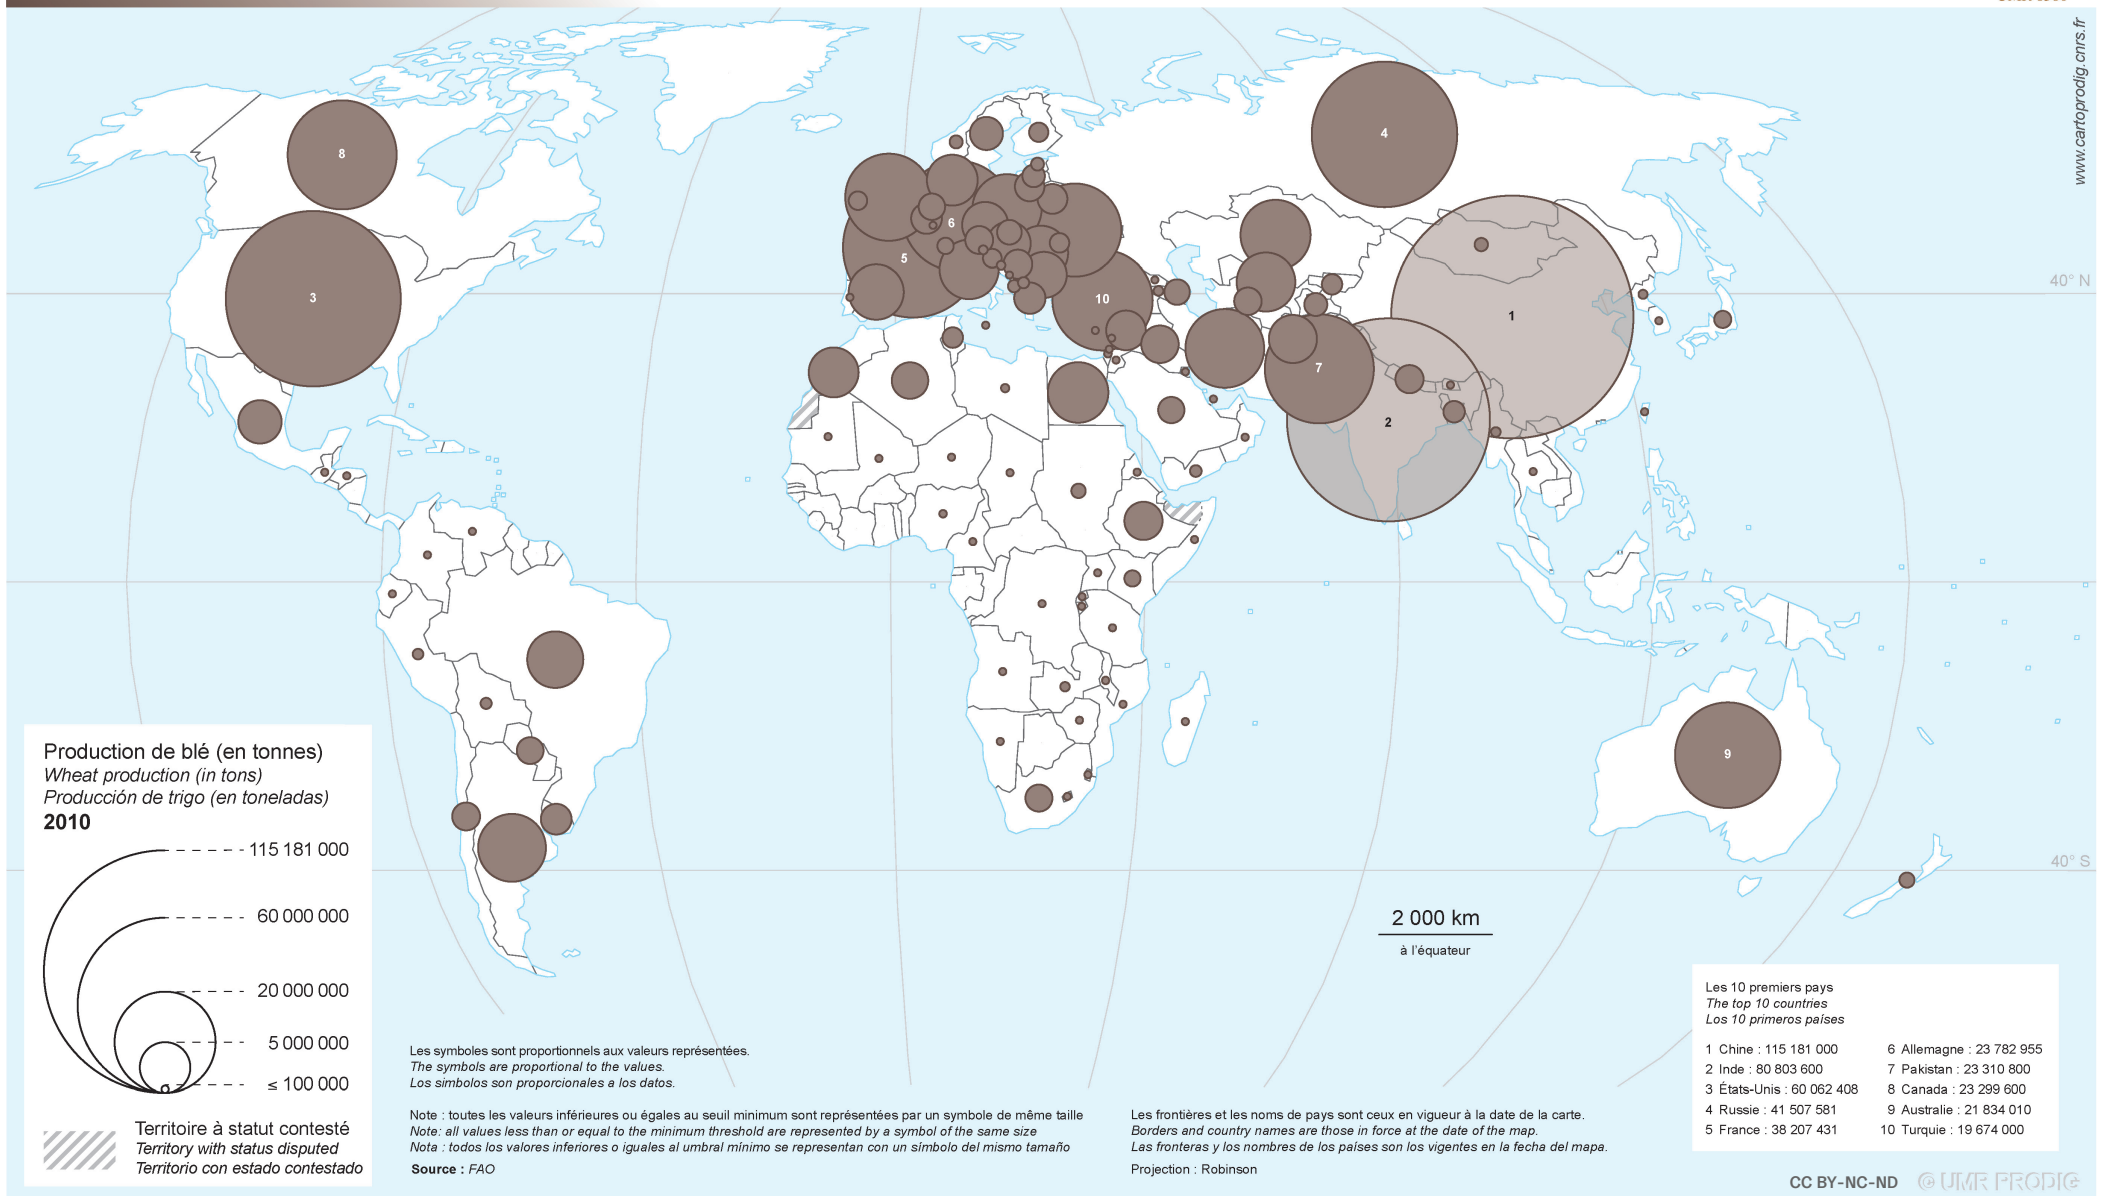 www.cartoprodig.cnrs.fr
8
4
6
5
3
10
1
7
2
9
40° N
40° S
Production de blé (en tonnes)
Wheat production (in tons)
Producción de trigo (en toneladas)
2010
115 181 000
60 000 000
20 000 000
5 000 000
≤ 100 000
Territoire à statut contesté
Territory with status disputed
Territorio con estado contestado
2 000 km
à l'équateur
Les symboles sont proportionnels aux valeurs représentées.
The symbols are proportional to the values.
Los simbolos son proporcionales a los datos.
Note : toutes les valeurs inférieures ou égales au seuil minimum sont représentées par un symbole de même taille
Note: all values less than or equal to the minimum threshold are represented by a symbol of the same size
Nota : todos los valores inferiores o iguales al umbral mínimo se representan con un símbolo del mismo tamaño
Source : FAO
Les frontières et les noms de pays sont ceux en vigueur à la date de la carte.
Borders and country names are those in force at the date of the map.
Las fronteras y los nombres de los países son los vigentes en la fecha del mapa.
Projection : Robinson
Les 10 premiers pays
The top 10 countries
Los 10 primeros países
1 Chine : 115 181 000
2 Inde : 80 803 600
3 États-Unis : 60 062 408
4 Russie : 41 507 581
5 France : 38 207 431
6 Allemagne : 23 782 955
7 Pakistan : 23 310 800
8 Canada : 23 299 600
9 Australie : 21 834 010
10 Turquie : 19 674 000
CC BY-NC-ND
© UMR PRODIG